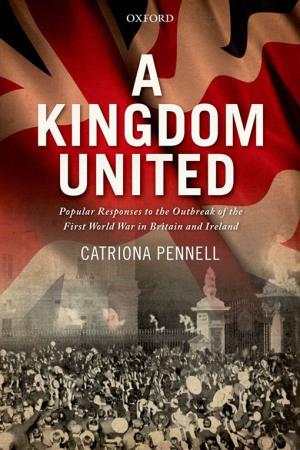 OXFORD
A
KINGDOM
UNITED
Popular Responses to the Outbreak of the
First World War in Britain and Ireland
CATRIONA PENNELL